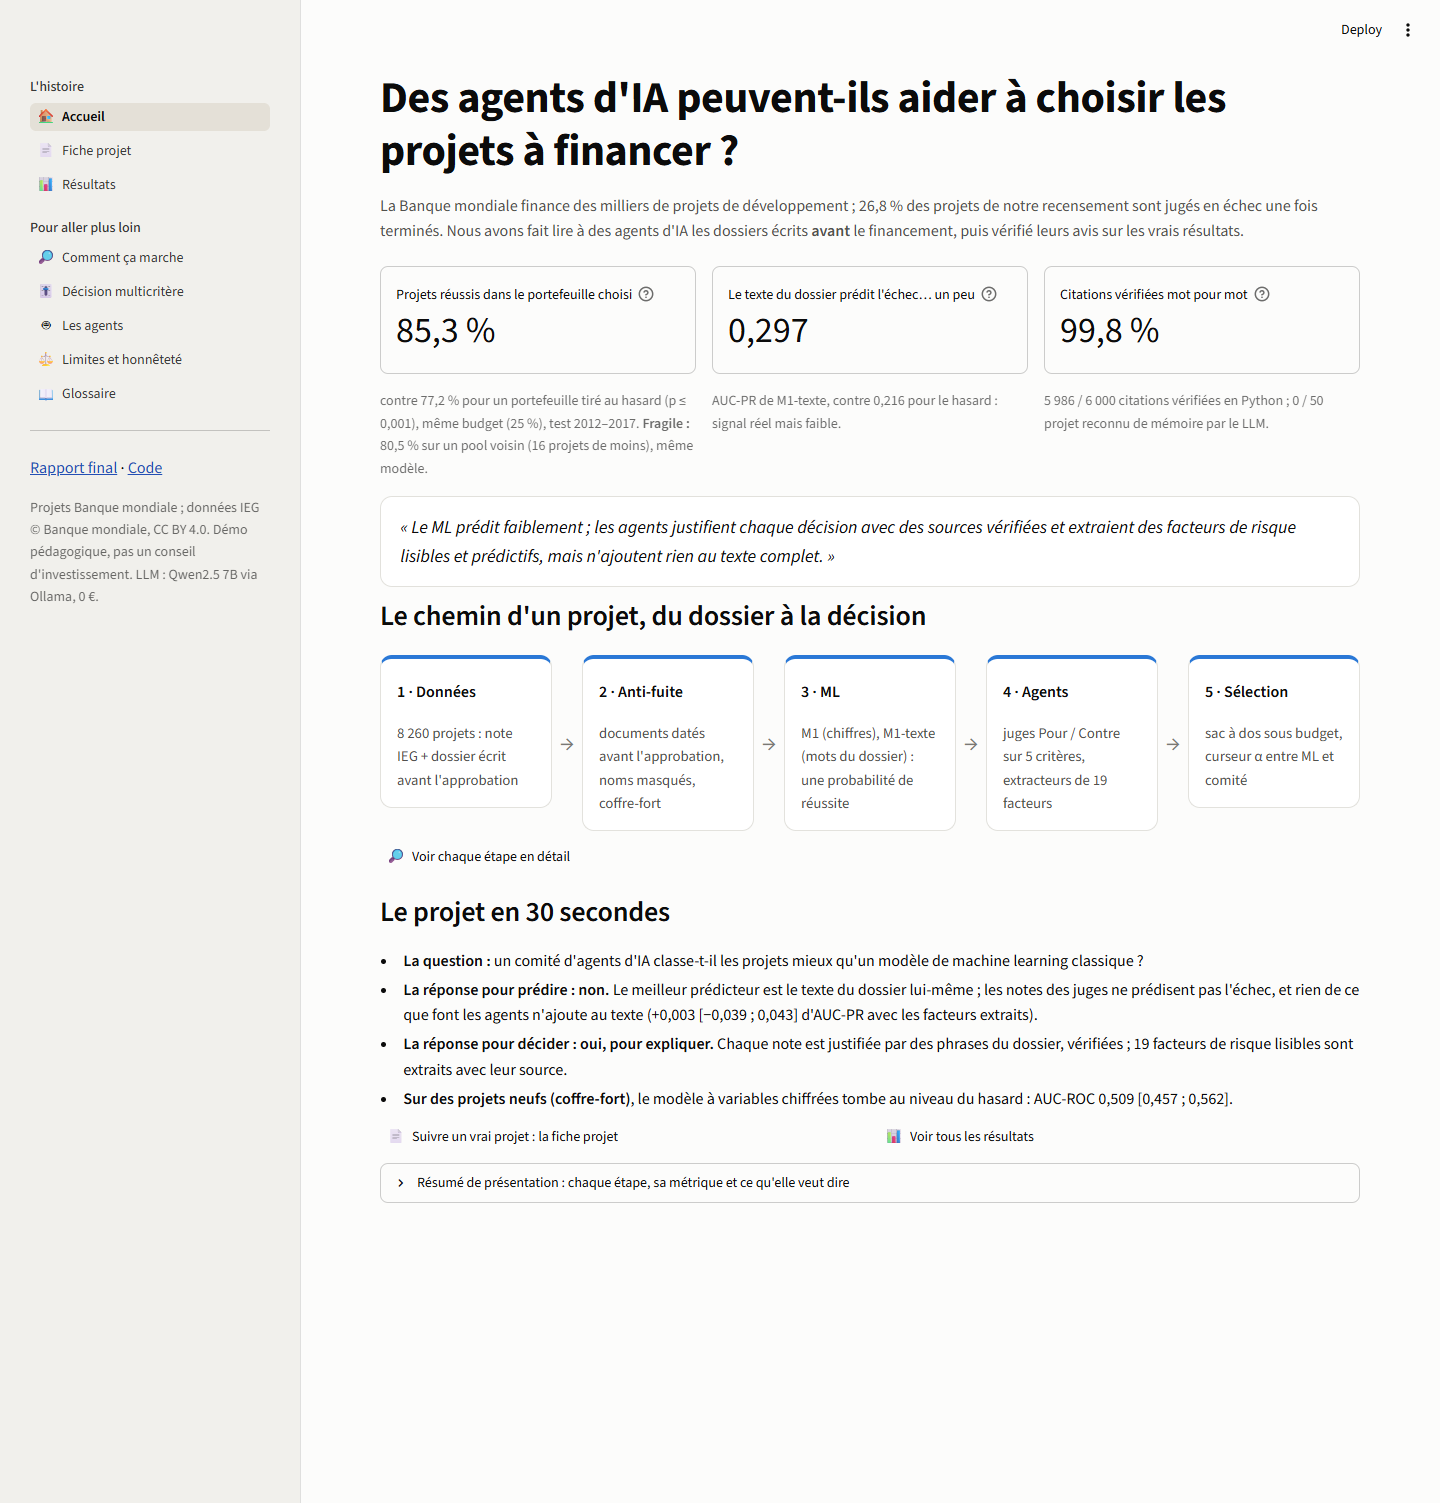 Deploy
L'histoire
Accueil
Fiche projet
Résultats
Pour aller plus loin
Comment ça marche
Décision multicritère
Les agents
Limites et honnêteté
Glossaire
Rapport final · Code
Projets Banque mondiale ; données IEG
© Banque mondiale, CC BY 4.0. Démo
pédagogique, pas un conseil
d'investissement. LLM : Qwen2.5 7B via
Ollama, 0 €.
Des agents d'IA peuvent-ils aider à choisir les
projets à financer ?
La Banque mondiale finance des milliers de projets de développement ; 26,8 % des projets de notre recensement sont jugés en échec une fois
terminés. Nous avons fait lire à des agents d'IA les dossiers écrits avant le financement, puis vérifié leurs avis sur les vrais résultats.
Projets réussis dans le portefeuille choisi
85,3 %
contre 77,2 % pour un portefeuille tiré au hasard (p ≤
0,001), même budget (25 %), test 2012–2017. Fragile :
80,5 % sur un pool voisin (16 projets de moins), même
modèle.
Le texte du dossier prédit l'échec… un peu
0,297
AUC-PR de M1-texte, contre 0,216 pour le hasard :
signal réel mais faible.
Citations vérifiées mot pour mot
99,8 %
5 986 / 6 000 citations vérifiées en Python ; 0 / 50
projet reconnu de mémoire par le LLM.
« Le ML prédit faiblement ; les agents justifient chaque décision avec des sources vérifiées et extraient des facteurs de risque
lisibles et prédictifs, mais n'ajoutent rien au texte complet. »
Le chemin d'un projet, du dossier à la décision
1 · Données
8 260 projets : note
IEG + dossier écrit
avant l'approbation
→
2 · Anti-fuite
documents datés
avant l'approbation,
noms masqués,
coffre-fort
→
3 · ML
M1 (chiffres), M1-texte
(mots du dossier) :
une probabilité de
réussite
→
4 · Agents
juges Pour / Contre
sur 5 critères,
extracteurs de 19
facteurs
→
5 · Sélection
sac à dos sous budget,
curseur α entre ML et
comité
Voir chaque étape en détail
Le projet en 30 secondes
• La question : un comité d'agents d'IA classe-t-il les projets mieux qu'un modèle de machine learning classique ?
• La réponse pour prédire : non. Le meilleur prédicteur est le texte du dossier lui-même ; les notes des juges ne prédisent pas l'échec, et rien de ce
que font les agents n'ajoute au texte (+0,003 [−0,039 ; 0,043] d'AUC-PR avec les facteurs extraits).
• La réponse pour décider : oui, pour expliquer. Chaque note est justifiée par des phrases du dossier, vérifiées ; 19 facteurs de risque lisibles sont
extraits avec leur source.
• Sur des projets neufs (coffre-fort), le modèle à variables chiffrées tombe au niveau du hasard : AUC-ROC 0,509 [0,457 ; 0,562].
Suivre un vrai projet : la fiche projet
Voir tous les résultats
Résumé de présentation : chaque étape, sa métrique et ce qu'elle veut dire